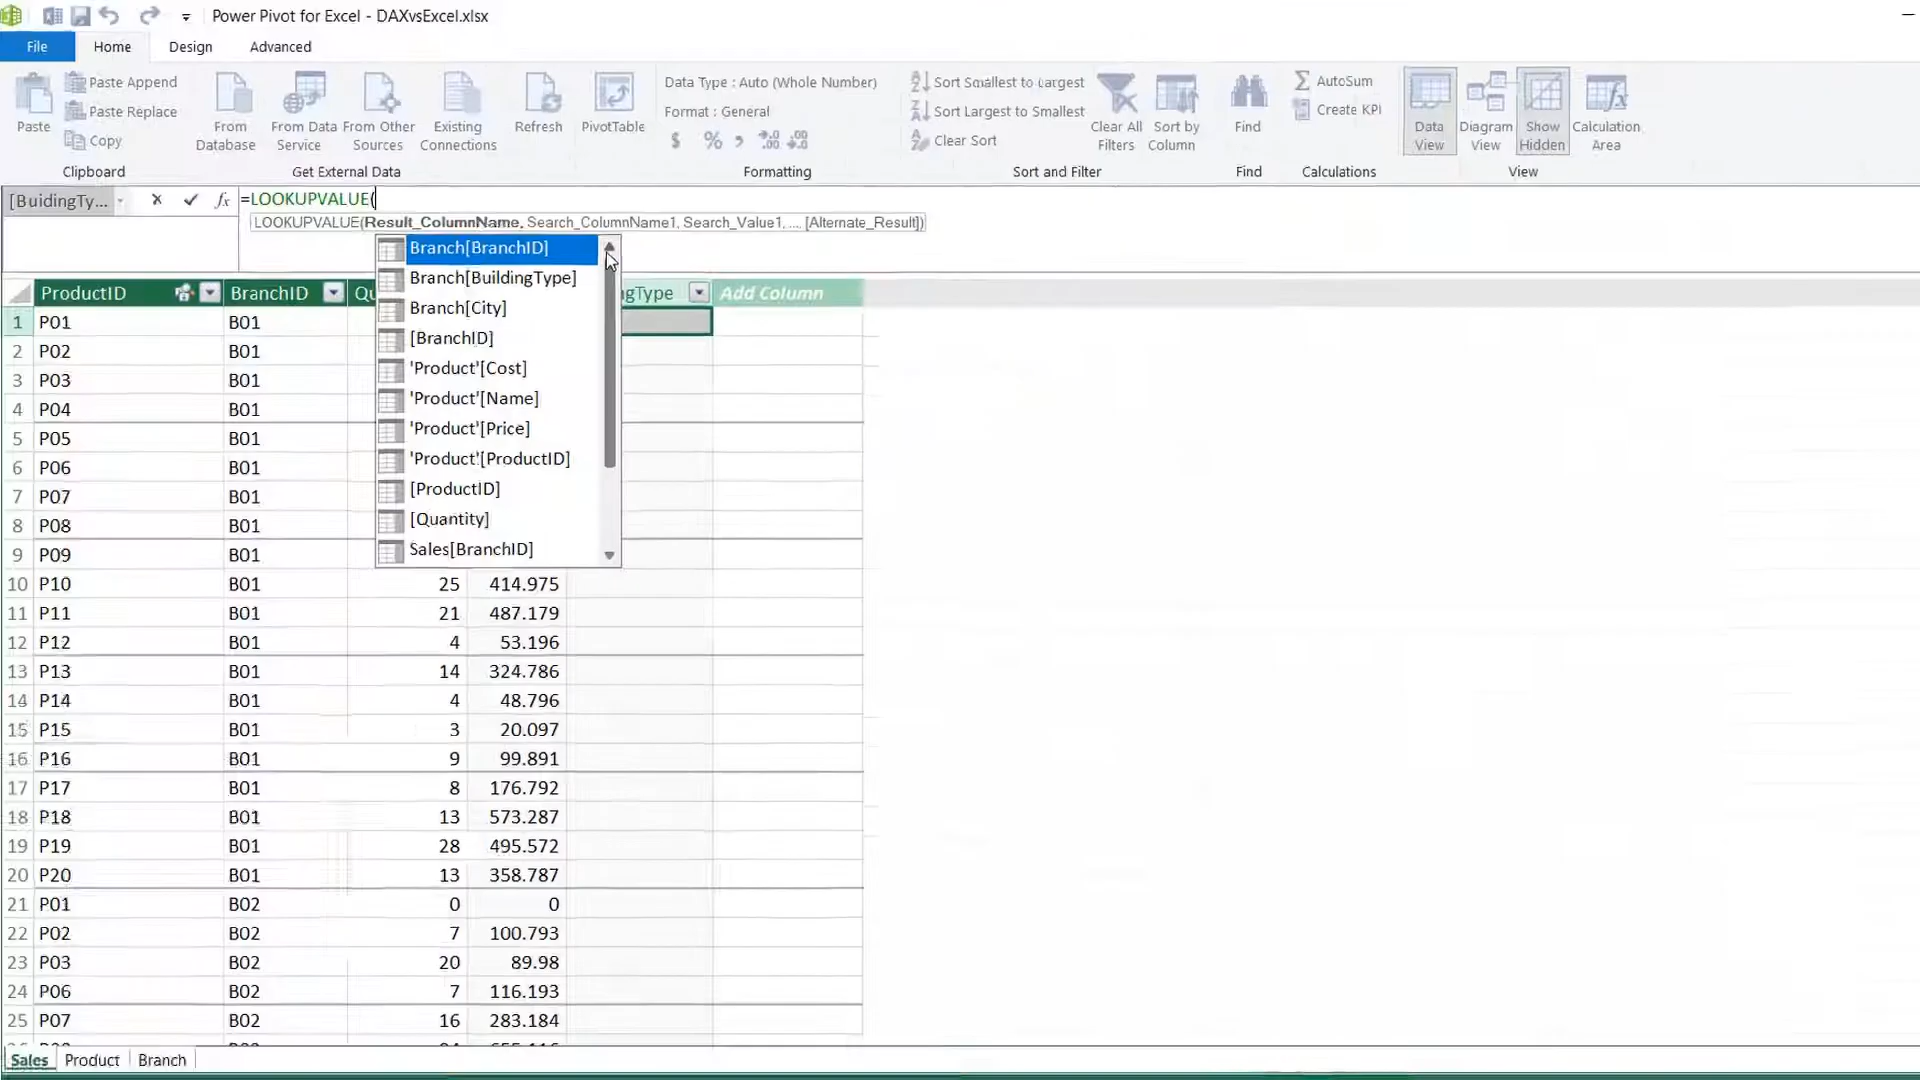 Power Pivot for Excel - DAXvsExcel.xlsx
File Home Design Advanced
Paste
Paste Append
Paste Replace
Copy
Clipboard
From Database
From Data Service
From Other Sources
Existing Connections
Get External Data
Refresh
PivotTable
Data Type : Auto (Whole Number)
Format : General
$ % ,
Formatting
Sort Smallest to Largest
Sort Largest to Smallest
Clear Sort
Clear All Filters
Sort by Column
Sort and Filter
Find
Find
AutoSum
Create KPI
Calculations
Data View
Diagram View
Show Hidden
Calculation Area
View
[BuidingTy... fx =LOOKUPVALUE(
LOOKUPVALUE(Result_ColumnName, Search_ColumnName1, Search_Value1, ..., [Alternate_Result])
Branch[BranchID]
Branch[BuildingType]
Branch[City]
[BranchID]
'Product'[Cost]
'Product'[Name]
'Product'[Price]
'Product'[ProductID]
[ProductID]
[Quantity]
Sales[BranchID]
ProductID BranchID Qu gType Add Column
1 P01 B01
2 P02 B01
3 P03 B01
4 P04 B01
5 P05 B01
6 P06 B01
7 P07 B01
8 P08 B01
9 P09 B01
10 P10 B01 25 414.975
11 P11 B01 21 487.179
12 P12 B01 4 53.196
13 P13 B01 14 324.786
14 P14 B01 4 48.796
15 P15 B01 3 20.097
16 P16 B01 9 99.891
17 P17 B01 8 176.792
18 P18 B01 13 573.287
19 P19 B01 28 495.572
20 P20 B01 13 358.787
21 P01 B02 0 0
22 P02 B02 7 100.793
23 P03 B02 20 89.98
24 P06 B02 7 116.193
25 P07 B02 16 283.184
Sales Product Branch